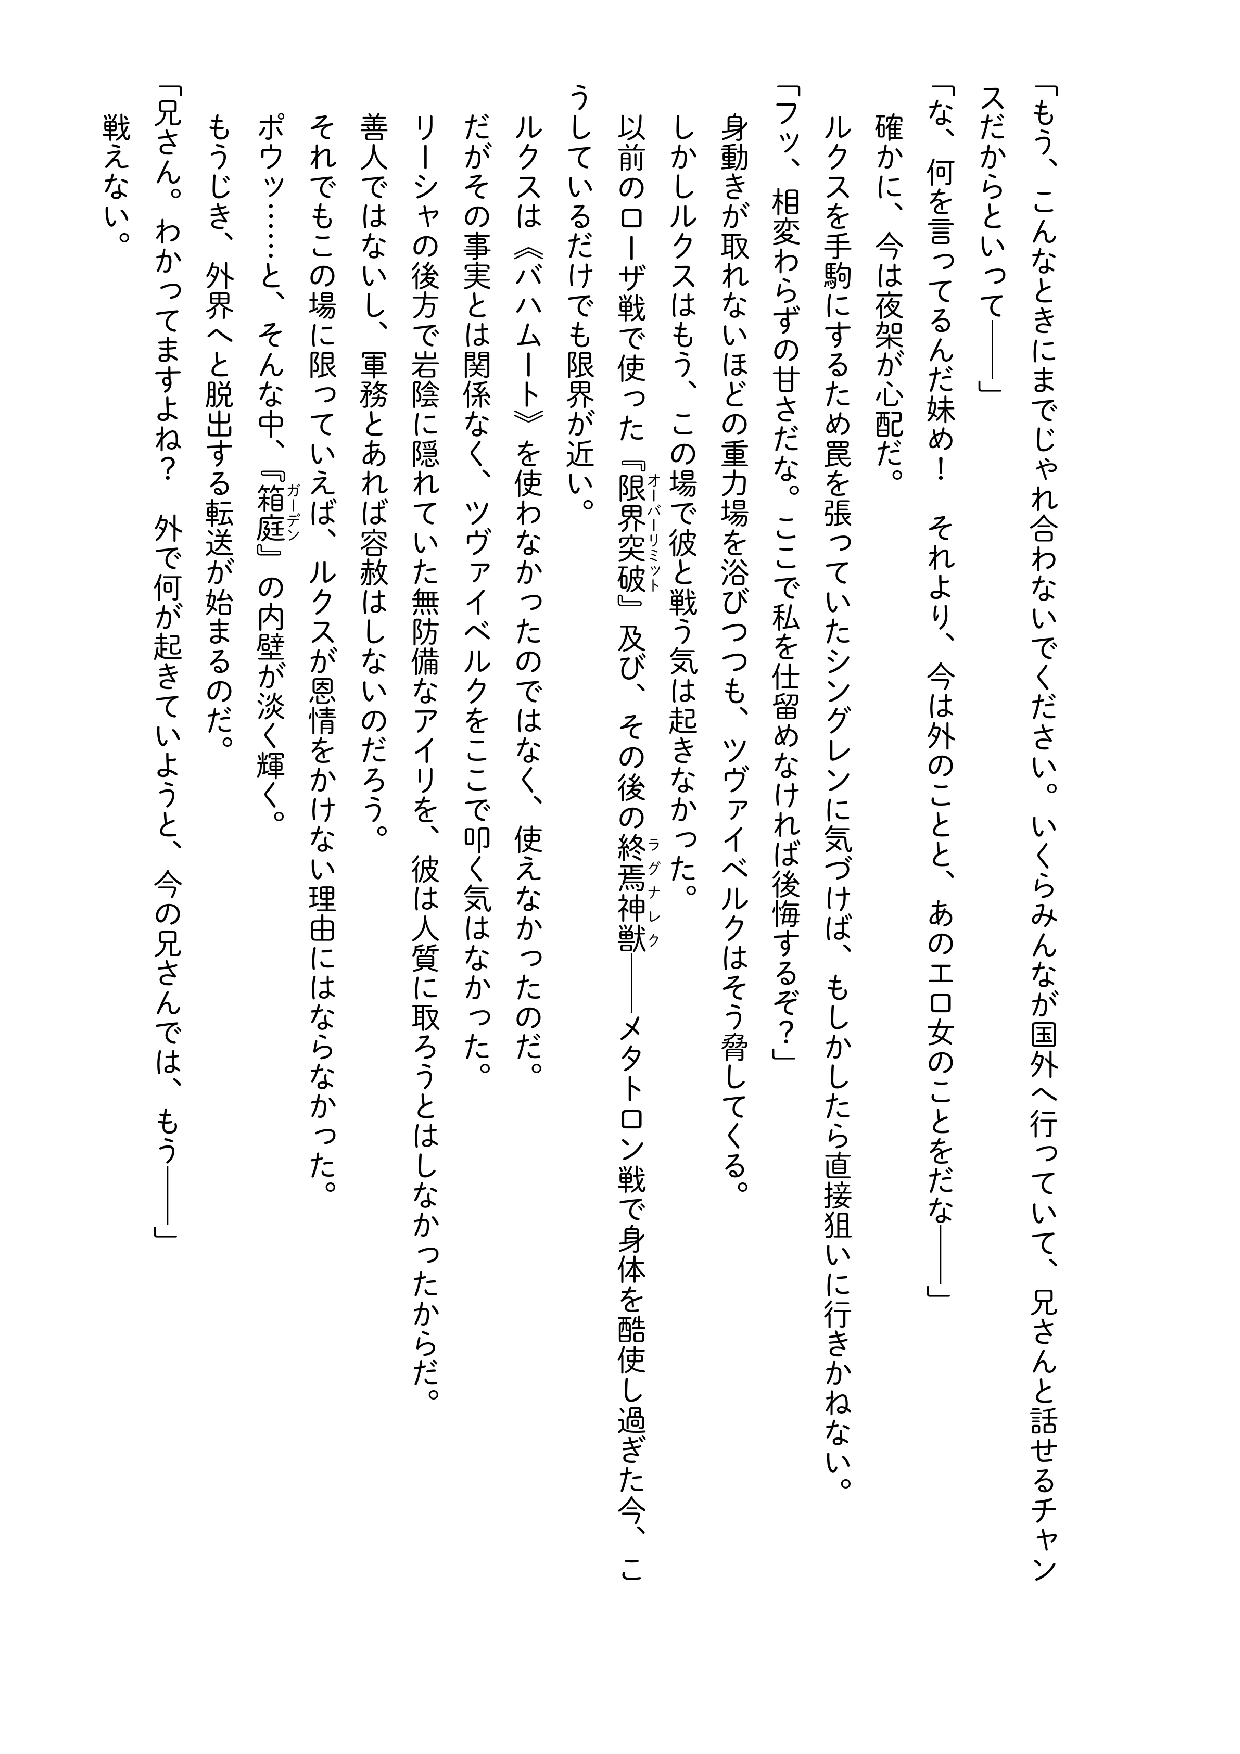 「もう、こんなときにまでじゃれ合わないでください。いくらみんなが国外へ行っていて、兄さんと話せるチャン
スだからといって――」
「な、何を言ってるんだ妹め！　それより、今は外のことと、あのエロ女のことをだな――」
　確かに、今は夜架が心配だ。
　ルクスを手駒にするため罠を張っていたシングレンに気づけば、もしかしたら直接狙いに行きかねない。
「フッ、相変わらずの甘さだな。ここで私を仕留めなければ後悔するぞ？」
　身動きが取れないほどの重力場を浴びつつも、ツヴァイベルクはそう脅してくる。
　しかしルクスはもう、この場で彼と戦う気は起きなかった。
　以前のローザ戦で使った『限界突破（オーバーリミット）』及び、その後の終焉神獣（ラグナレク）――メタトロン戦で身体を酷使し過ぎた今、こ
うしているだけでも限界が近い。
　ルクスは《バハムート》を使わなかったのではなく、使えなかったのだ。
　だがその事実とは関係なく、ツヴァイベルクをここで叩く気はなかった。
　リーシャの後方で岩陰に隠れていた無防備なアイリを、彼は人質に取ろうとはしなかったからだ。
　善人ではないし、軍務とあれば容赦はしないのだろう。
　それでもこの場に限っていえば、ルクスが恩情をかけない理由にはならなかった。
　ポウッ……と、そんな中、『箱庭（ガーデン）』の内壁が淡く輝く。
　もうじき、外界へと脱出する転送が始まるのだ。
「兄さん。わかってますよね？　外で何が起きていようと、今の兄さんでは、もう――」
　戦えない。